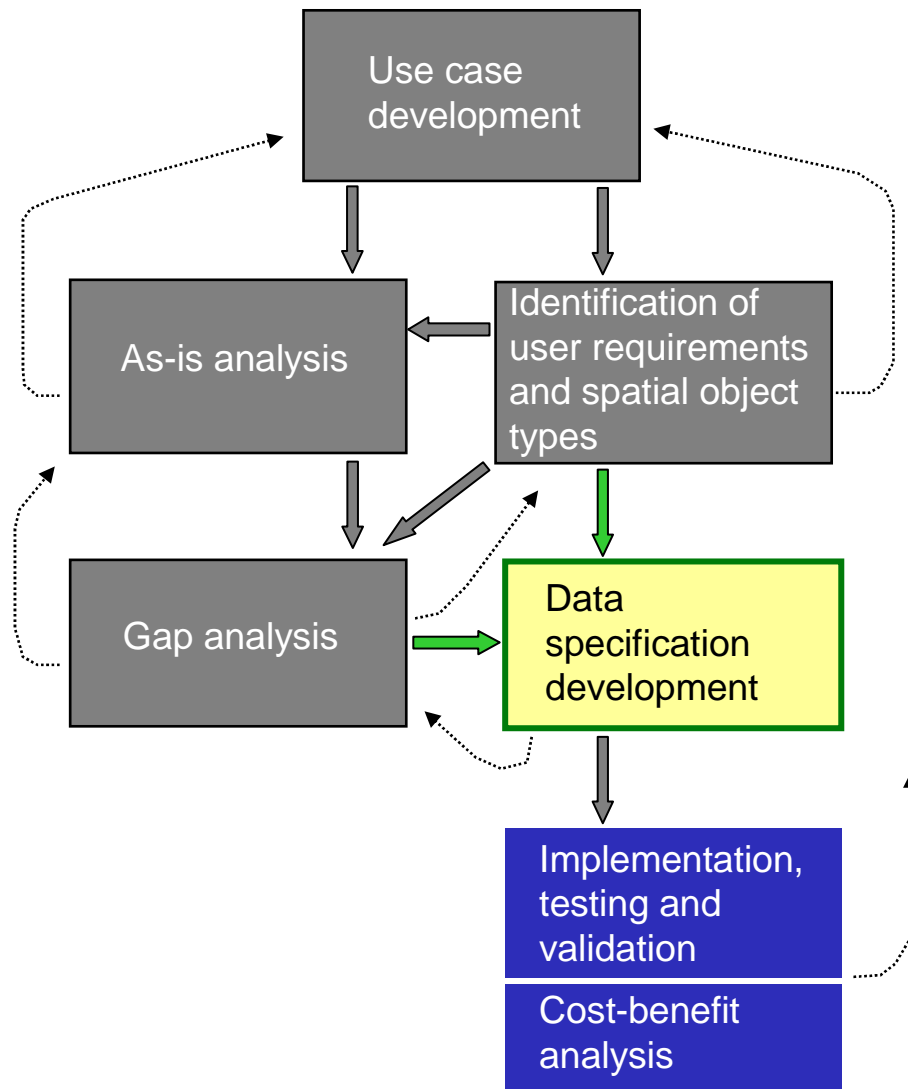 Use case
development
As-is analysis
Identification of
user requirements
and spatial object
types
Gap analysis
Data
specification
development
Implementation,
testing and
validation
Cost-benefit
analysis